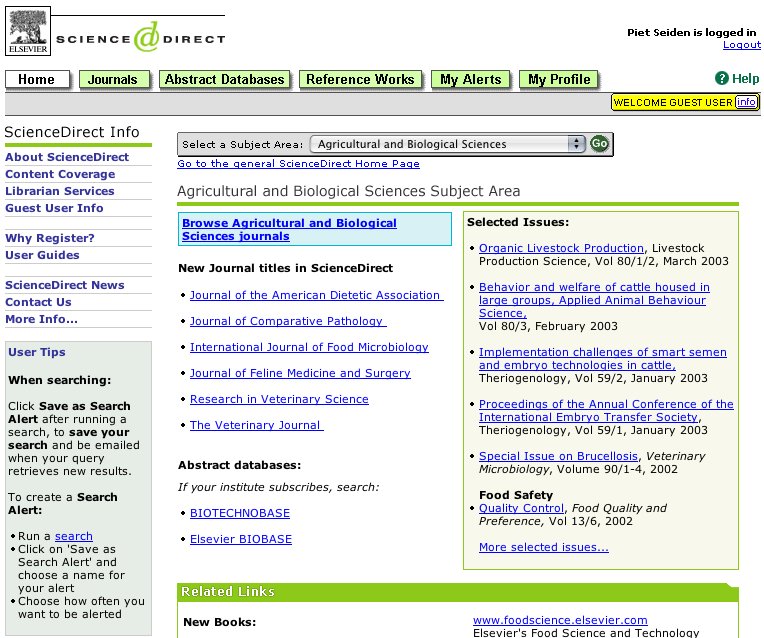 ELSEVIER
SCIENCE @ DIRECT
Piet Seiden is logged in
Logout
Home
Journals
Abstract Databases
Reference Works
My Alerts
My Profile
? Help
WELCOME GUEST USER info
ScienceDirect Info
About ScienceDirect
Content Coverage
Librarian Services
Guest User Info
Why Register?
User Guides
ScienceDirect News
Contact Us
More Info...
User Tips
When searching:
Click Save as Search
Alert after running a
search, to save your
search and be emailed
when your query
retrieves new results.
To create a Search
Alert:
• Run a search
• Click on 'Save as
Search Alert' and
choose a name for
your alert
• Choose how often you
want to be alerted
Select a Subject Area: Agricultural and Biological Sciences Go
Go to the general ScienceDirect Home Page
Agricultural and Biological Sciences Subject Area
Browse Agricultural and Biological
Sciences journals
New Journal titles in ScienceDirect
• Journal of the American Dietetic Association
• Journal of Comparative Pathology
• International Journal of Food Microbiology
• Journal of Feline Medicine and Surgery
• Research in Veterinary Science
• The Veterinary Journal
Abstract databases:
If your institute subscribes, search:
• BIOTECHNOBASE
• Elsevier BIOBASE
Selected Issues:
• Organic Livestock Production, Livestock
Production Science, Vol 80/1/2, March 2003
• Behavior and welfare of cattle housed in
large groups, Applied Animal Behaviour
Science,
Vol 80/3, February 2003
• Implementation challenges of smart semen
and embryo technologies in cattle,
Theriogenology, Vol 59/2, January 2003
• Proceedings of the Annual Conference of the
International Embryo Transfer Society,
Theriogenology, Vol 59/1, January 2003
• Special Issue on Brucellosis, Veterinary
Microbiology, Volume 90/1-4, 2002
Food Safety
• Quality Control, Food Quality and
Preference, Vol 13/6, 2002
More selected issues...
Related Links
New Books:
www.foodscience.elsevier.com
Elsevier's Food Science and Technology